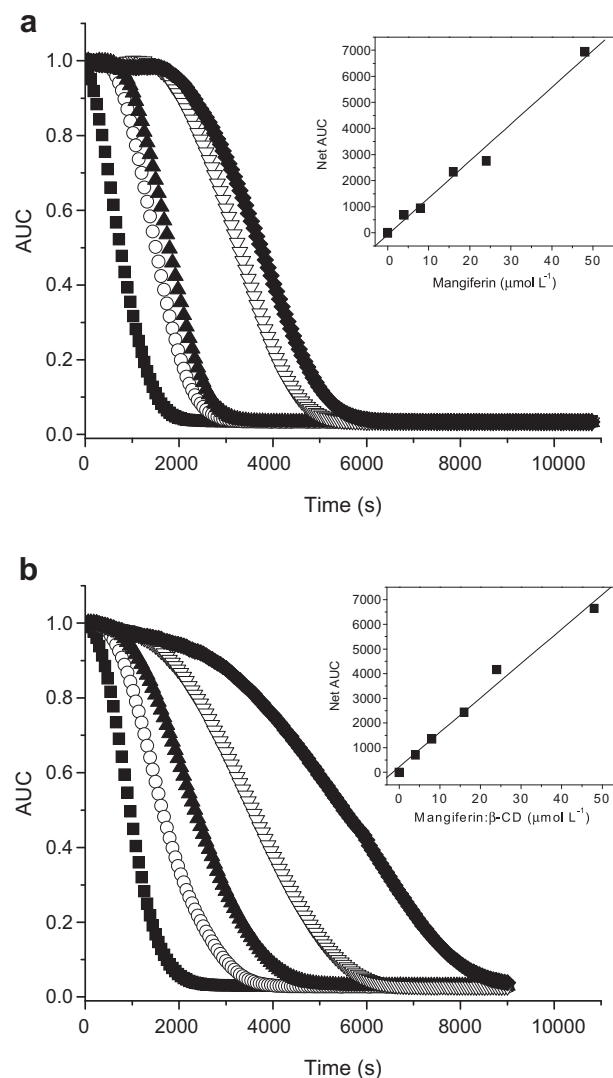 a
1.0
0.8
0.6
0.4
0.2
0.0
AUC
0 2000 4000 6000 8000 10000
Time (s)
7000
6000
5000
4000
3000
2000
1000
0
Net AUC
0 10 20 30 40 50
Mangiferin (μmol L⁻¹)
b
1.0
0.8
0.6
0.4
0.2
0.0
AUC
0 2000 4000 6000 8000 10000
Time (s)
7000
6000
5000
4000
3000
2000
1000
0
Net AUC
0 10 20 30 40 50
Mangiferin:β-CD (μmol L⁻¹)